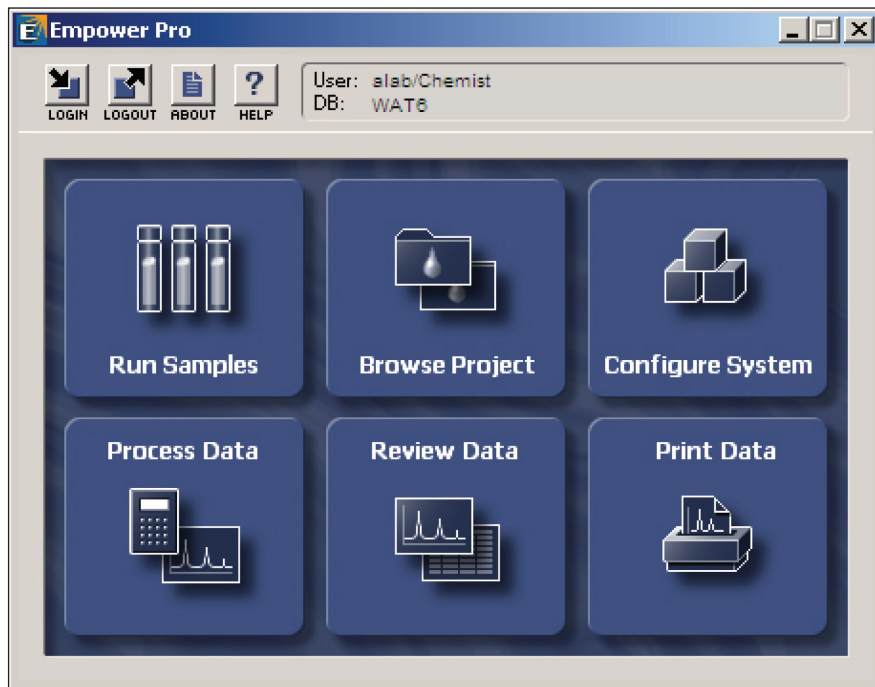 Empower Pro
LOGIN LOGOUT ABOUT HELP
User: alab/Chemist
DB: WAT6
Run Samples
Browse Project
Configure System
Process Data
Review Data
Print Data